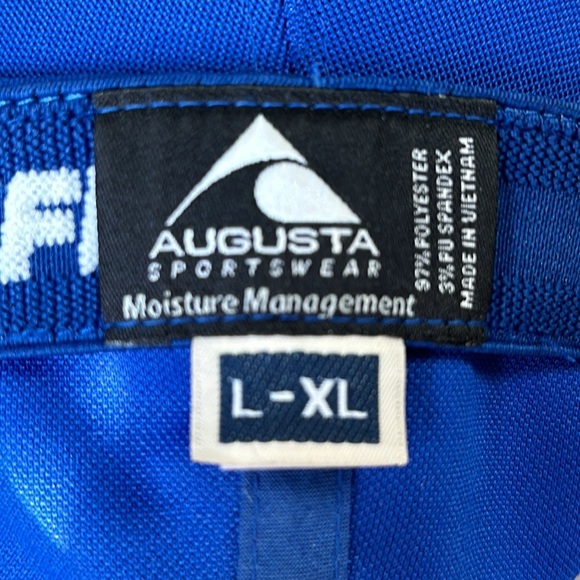 AUGUSTA
SPORTSWEAR
Moisture Management
97% POLYESTER
3% PU SPANDEX
MADE IN VIETNAM
L-XL